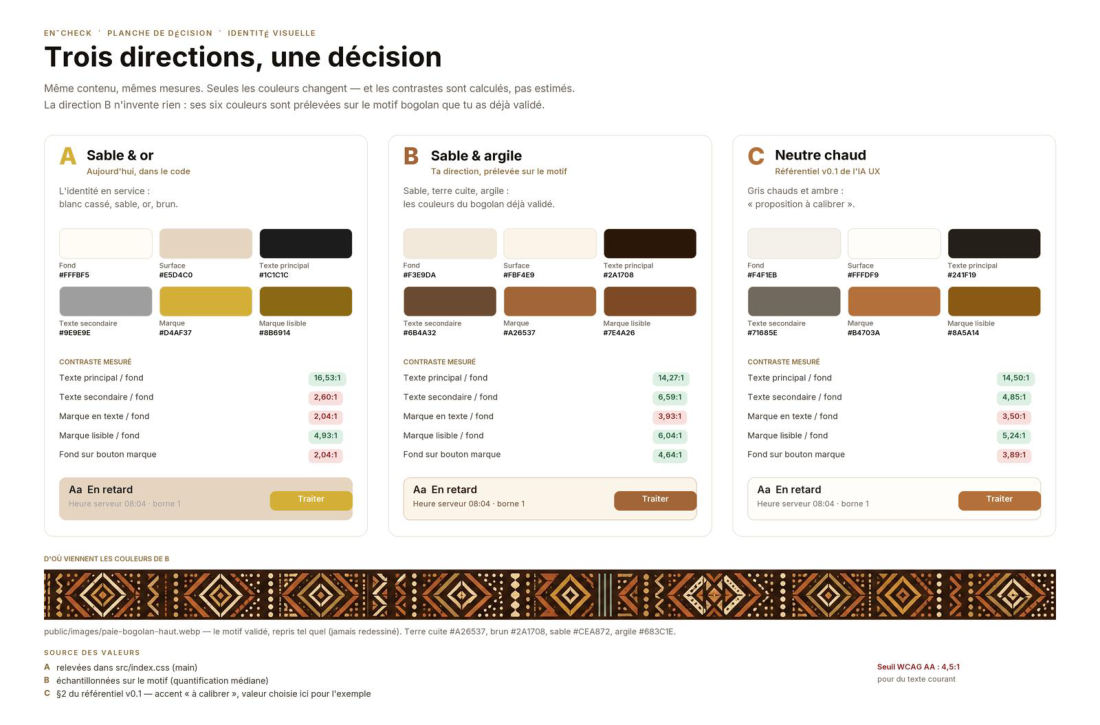 EN˜CHECK ˙ PLANCHE DE DéCISION ˙ IDENTITé VISUELLE
Trois directions, une décision
Même contenu, mêmes mesures. Seules les couleurs changent — et les contrastes sont calculés, pas estimés.
La direction B n'invente rien : ses six couleurs sont prélevées sur le motif bogolan que tu as déjà validé.
A Sable & or
Aujourd'hui, dans le code
L'identité en service :
blanc cassé, sable, or, brun.
Fond Surface Texte principal
#FFFBF5 #E5D4C0 #1C1C1C
Texte secondaire Marque Marque lisible
#9E9E9E #D4AF37 #8B6914
CONTRASTE MESURÉ
Texte principal / fond 16,53:1
Texte secondaire / fond 2,60:1
Marque en texte / fond 2,04:1
Marque lisible / fond 4,93:1
Fond sur bouton marque 2,04:1
Aa En retard
Heure serveur 08:04 · borne 1
Traiter
B Sable & argile
Ta direction, prélevée sur le motif
Sable, terre cuite, argile :
les couleurs du bogolan déjà validé.
Fond Surface Texte principal
#F3E9DA #FBF4E9 #2A1708
Texte secondaire Marque Marque lisible
#6B4A32 #A26537 #7E4A26
CONTRASTE MESURÉ
Texte principal / fond 14,27:1
Texte secondaire / fond 6,59:1
Marque en texte / fond 3,93:1
Marque lisible / fond 6,04:1
Fond sur bouton marque 4,64:1
Aa En retard
Heure serveur 08:04 · borne 1
Traiter
C Neutre chaud
Référentiel v0.1 de l'IA UX
Gris chauds et ambre :
« proposition à calibrer ».
Fond Surface Texte principal
#F4F1EB #FFFDF9 #241F19
Texte secondaire Marque Marque lisible
#71685E #B4703A #8A5A14
CONTRASTE MESURÉ
Texte principal / fond 14,50:1
Texte secondaire / fond 4,85:1
Marque en texte / fond 3,50:1
Marque lisible / fond 5,24:1
Fond sur bouton marque 3,89:1
Aa En retard
Heure serveur 08:04 · borne 1
Traiter
D'OÙ VIENNENT LES COULEURS DE B
public/images/paie-bogolan-haut.webp — le motif validé, repris tel quel (jamais redessiné). Terre cuite #A26537, brun #2A1708, sable #CEA872, argile #683C1E.
SOURCE DES VALEURS
A relevées dans src/index.css (main)
B échantillonnées sur le motif (quantification médiane)
C §2 du référentiel v0.1 — accent « à calibrer », valeur choisie ici pour l'exemple
Seuil WCAG AA : 4,5:1
pour du texte courant